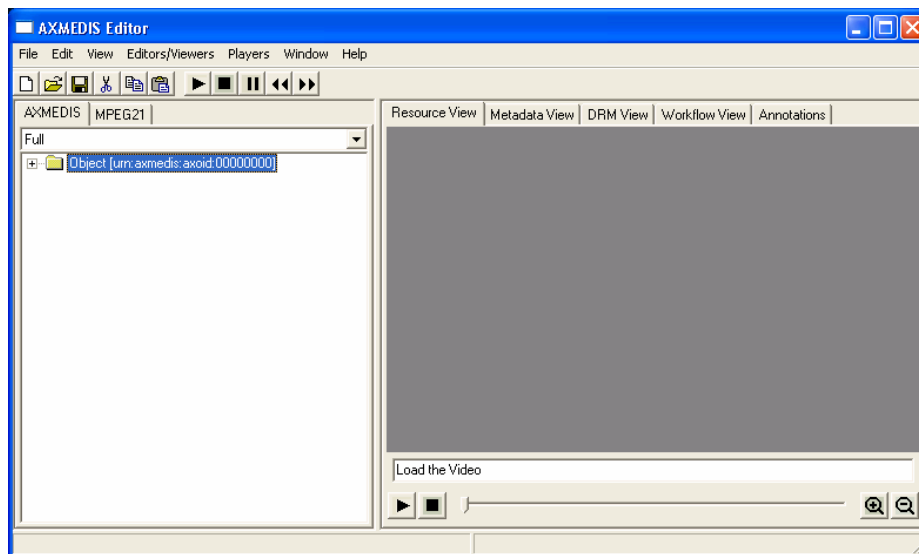 AXMEDIS Editor
File Edit View Editors/Viewers Players Window Help
AXMEDIS MPEG21
Full
Object [urn:axmedis:axoid:00000000]
Resource View Metadata View DRM View Workflow View Annotations
Load the Video